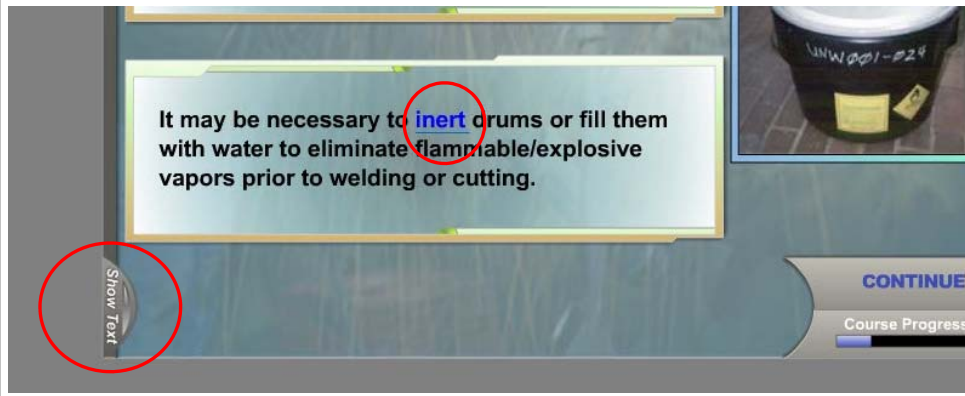 UNW001-024
It may be necessary to inert drums or fill them
with water to eliminate flammable/explosive
vapors prior to welding or cutting.
Show Text
CONTINUE
Course Progress